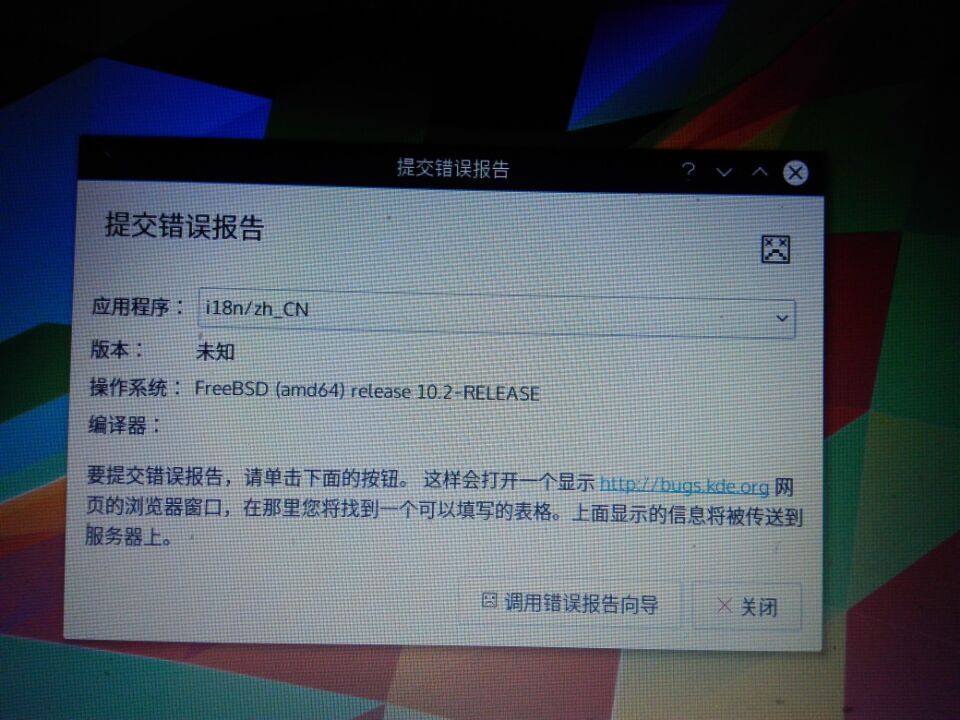 提交错误报告
提交错误报告
应用程序： i18n/zh_CN
版本： 未知
操作系统： FreeBSD (amd64) release 10.2-RELEASE
编译器：
要提交错误报告，请单击下面的按钮。 这样会打开一个显示 http://bugs.kde.org 网
页的浏览器窗口，在那里您将找到一个可以填写的表格。上面显示的信息将被传送到
服务器上。
调用错误报告向导 关闭